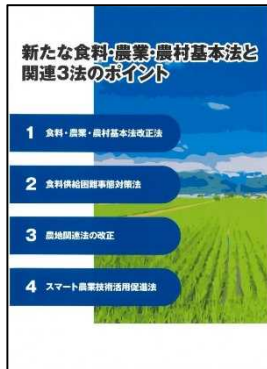 新たな食料・農業・農村基本法と
関連3法のポイント
1 食料・農業・農村基本法改正法
2 食料供給困難事態対策法
3 農地関連法の改正
4 スマート農業技術活用促進法